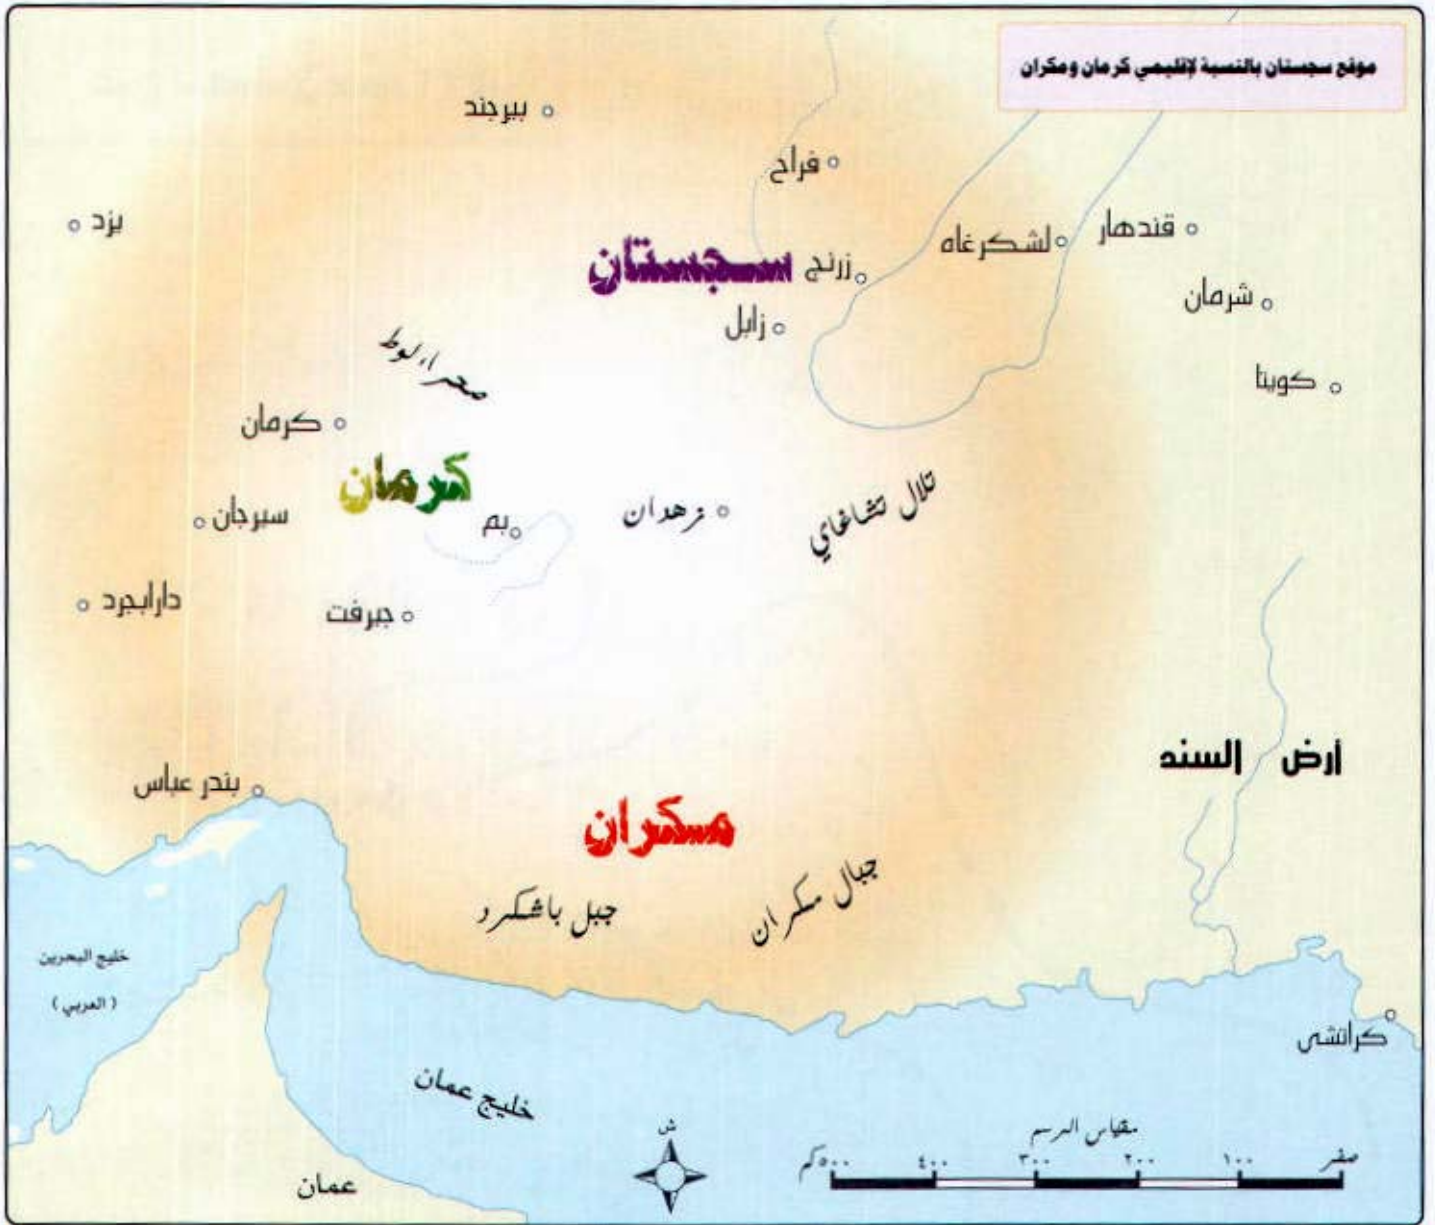 موقع سجستان بالنسبة لإقليمي كرمان ومكران
بيرجند
فراح
يزد
قندهار
لشكرغاه
سجستان
زرنج
شرمان
زابل
صحراء لوط
كويتا
كرمان
كرمان
تلال تشاغاي
سيرجان
بم
زهدان
دارابجرد
جيرفت
أرض السند
بندر عباس
مكران
جبال مكران
جبل باشكرد
خليج البحرين
(العربي)
كراتشي
خليج عمان
ش
مقياس الرسم
صفر ١٠٠ ٢٠٠ ٣٠٠ ٤٠٠ ٥٠٠كم
عمان